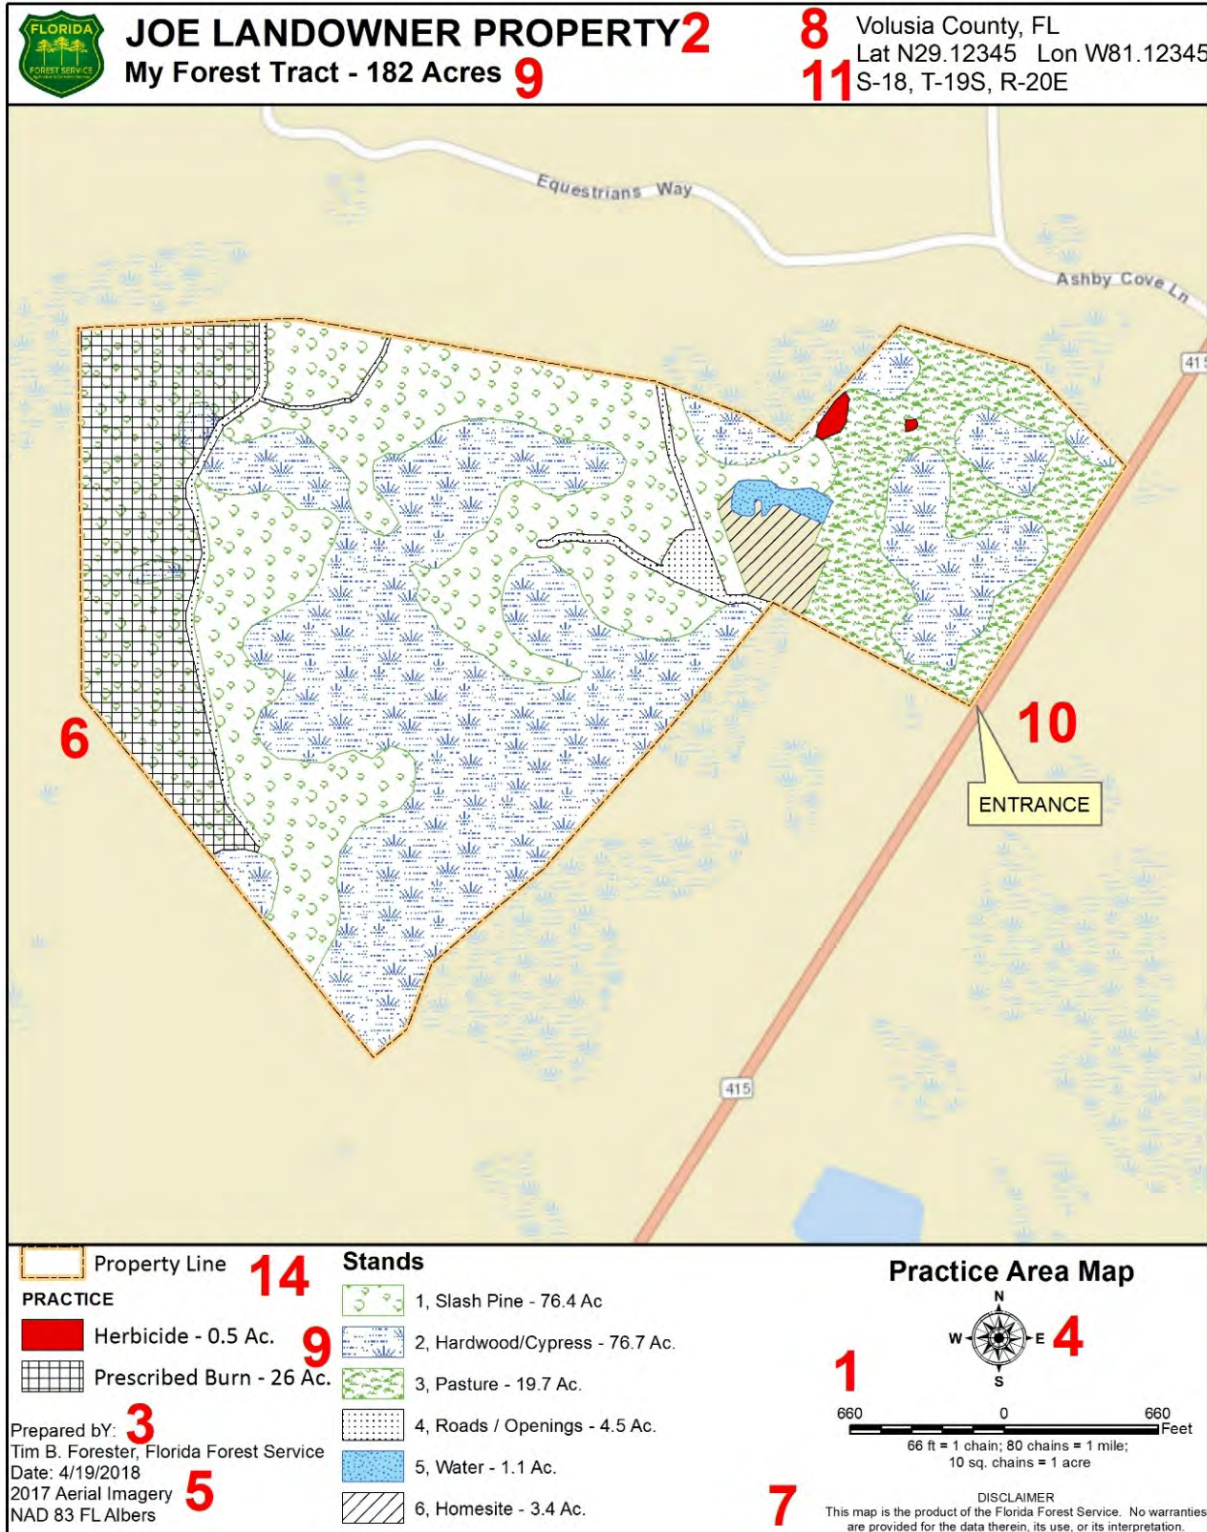 FLORIDA
FOREST SERVICE
JOE LANDOWNER PROPERTY 2
My Forest Tract - 182 Acres 9
8 Volusia County, FL
Lat N29.12345 Lon W81.12345
11 S-18, T-19S, R-20E
Equestrians Way
Ashby Cove Ln
415
6
10
ENTRANCE
415
Property Line 14
PRACTICE
Herbicide - 0.5 Ac.
9
Prescribed Burn - 26 Ac.
3
Prepared bY:
Tim B. Forester, Florida Forest Service
Date: 4/19/2018
2017 Aerial Imagery 5
NAD 83 FL Albers
Stands
1, Slash Pine - 76.4 Ac
2, Hardwood/Cypress - 76.7 Ac.
3, Pasture - 19.7 Ac.
4, Roads / Openings - 4.5 Ac.
5, Water - 1.1 Ac.
6, Homesite - 3.4 Ac.
Practice Area Map
N
W E 4
S
1
660 0 660
Feet
66 ft = 1 chain; 80 chains = 1 mile;
10 sq. chains = 1 acre
7
DISCLAIMER
This map is the product of the Florida Forest Service. No warranties
are provided for the data therein, its use, or its interpretation.